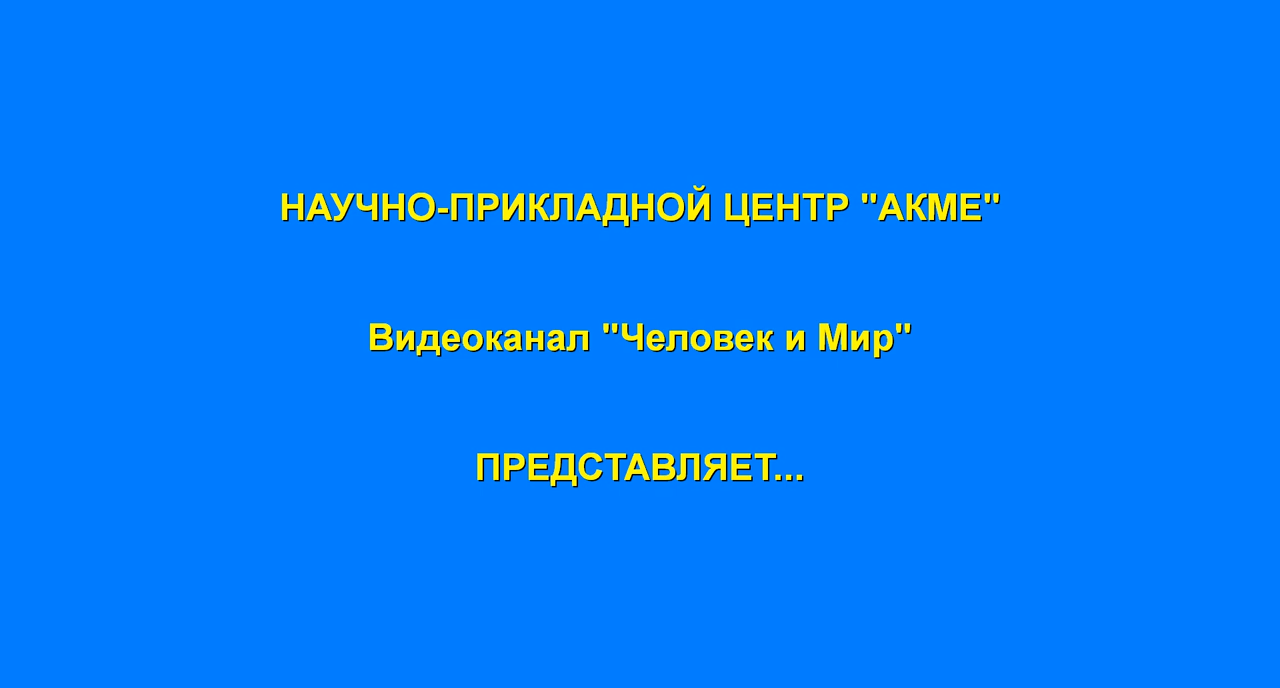 НАУЧНО-ПРИКЛАДНОЙ ЦЕНТР "АКМЕ"
Видеоканал "Человек и Мир"
ПРЕДСТАВЛЯЕТ...